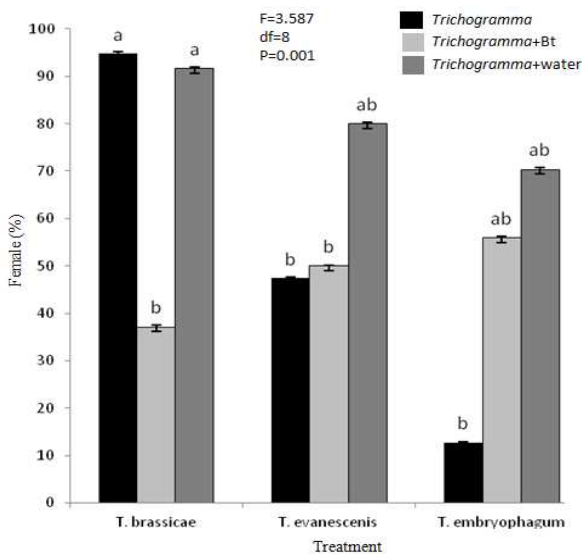 F=3.587
df=8
P=0.001
Trichogramma
Trichogramma+Bt
Trichogramma+water
100
90
80
70
60
50
40
30
20
10
0
Female (%)
a
b
a
b
b
ab
b
ab
ab
T. brassicae
T. evanescenis
T. embryophagum
Treatment